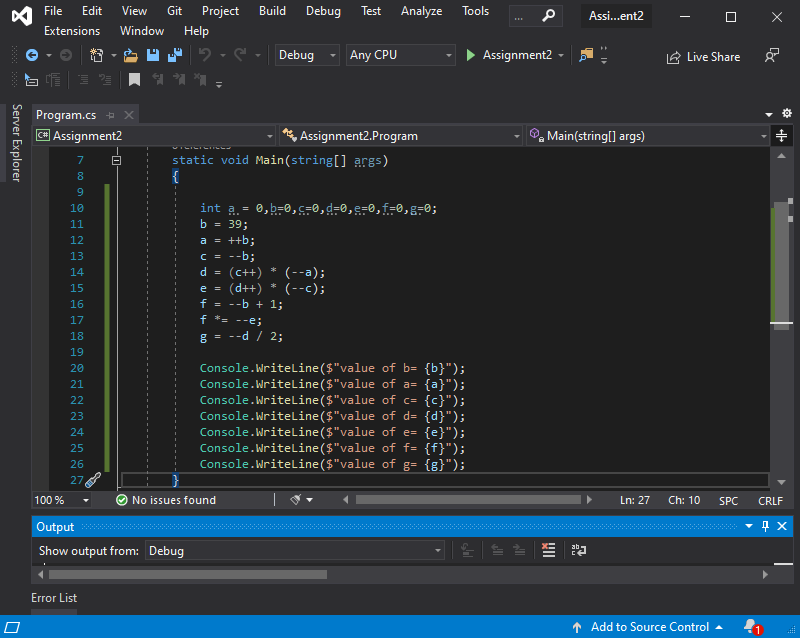 File Edit View Git Project Build Debug Test Analyze Tools ... Assi...ent2
Extensions Window Help
Debug Any CPU Assignment2 Live Share
Server Explorer
Program.cs
C# Assignment2 Assignment2.Program Main(string[] args)
7 static void Main(string[] args)
8 {
9
10 int a = 0,b=0,c=0,d=0,e=0,f=0,g=0;
11 b = 39;
12 a = ++b;
13 c = --b;
14 d = (c++) * (--a);
15 e = (d++) * (--c);
16 f = --b + 1;
17 f *= --e;
18 g = --d / 2;
19
20 Console.WriteLine($"value of b= {b}");
21 Console.WriteLine($"value of a= {a}");
22 Console.WriteLine($"value of c= {c}");
23 Console.WriteLine($"value of d= {d}");
24 Console.WriteLine($"value of e= {e}");
25 Console.WriteLine($"value of f= {f}");
26 Console.WriteLine($"value of g= {g}");
27 }
100 % No issues found Ln: 27 Ch: 10 SPC CRLF
Output
Show output from: Debug
Error List
Add to Source Control 1